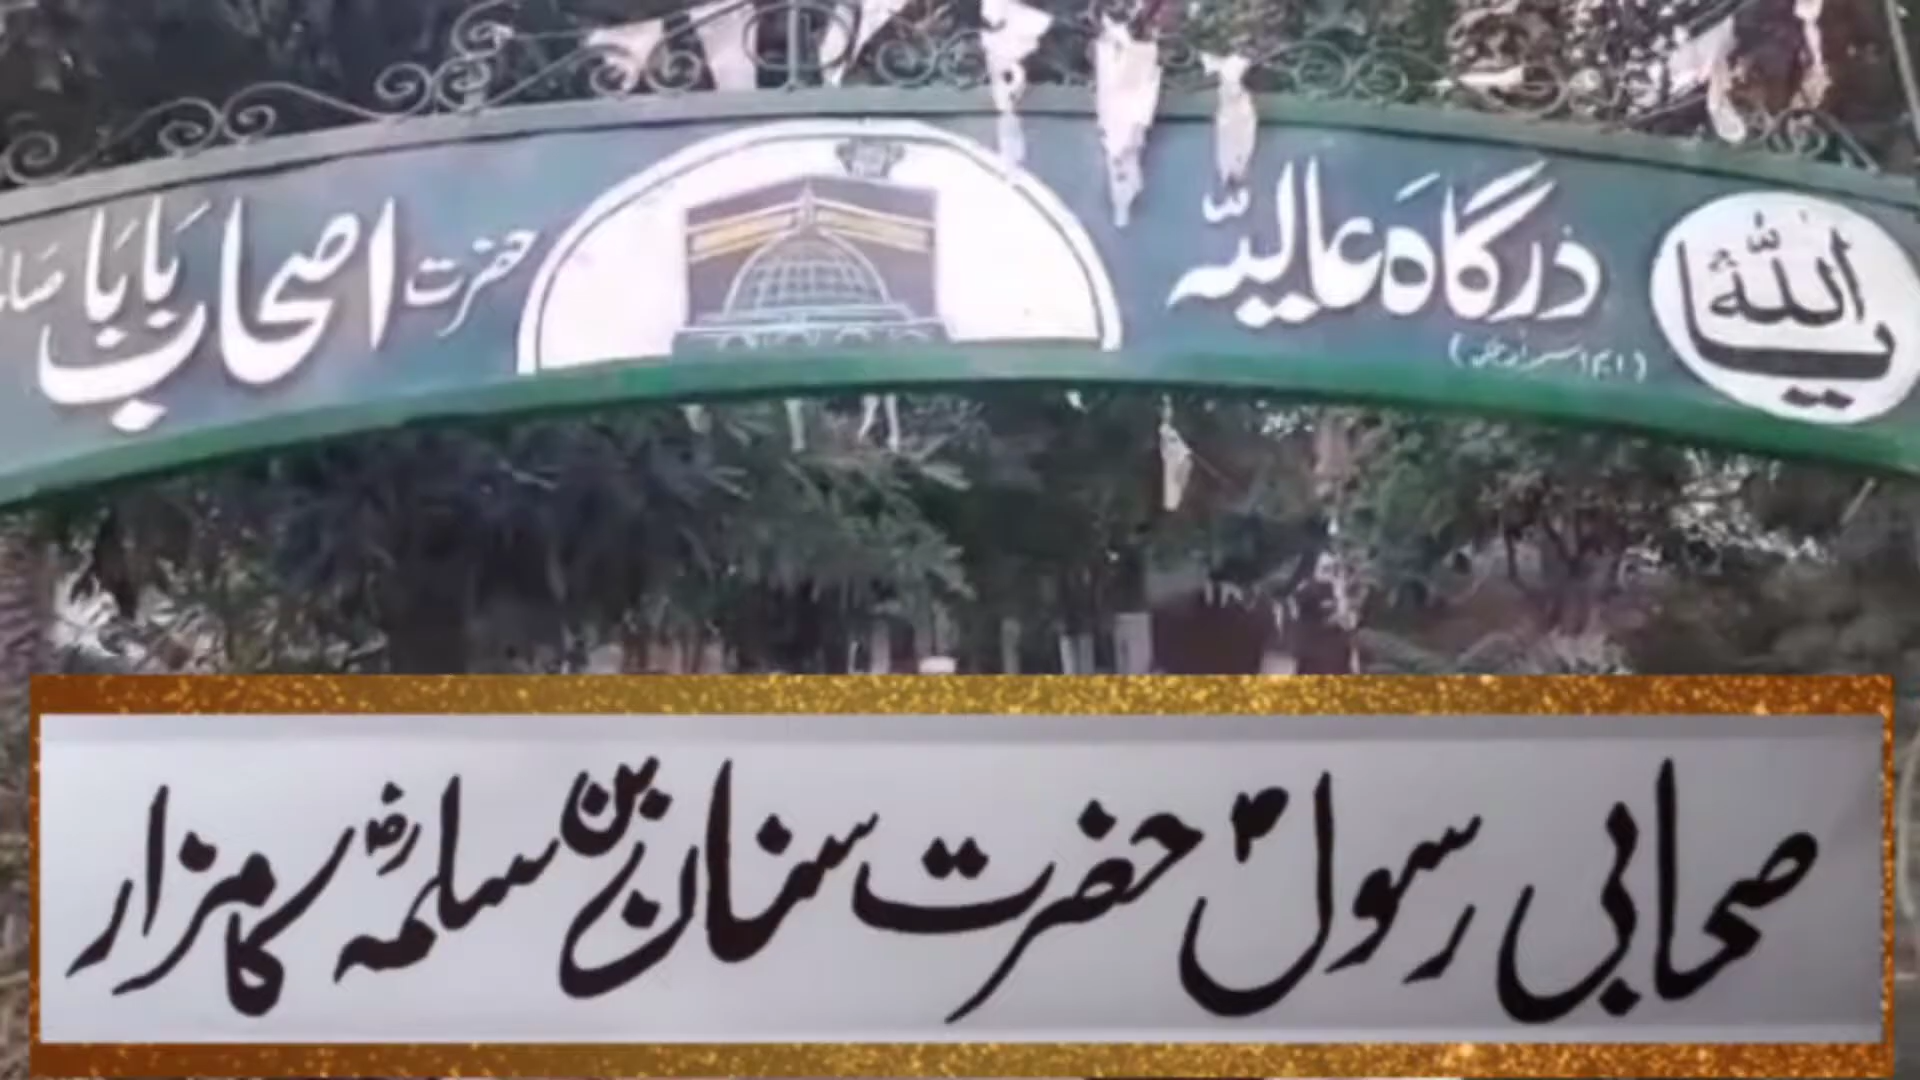 یا اللہ
درگاہ عالیہ
حضرت اصحاب بابا
صحابی رسولؐ حضرت سنان بن سلمہؓ کا مزار